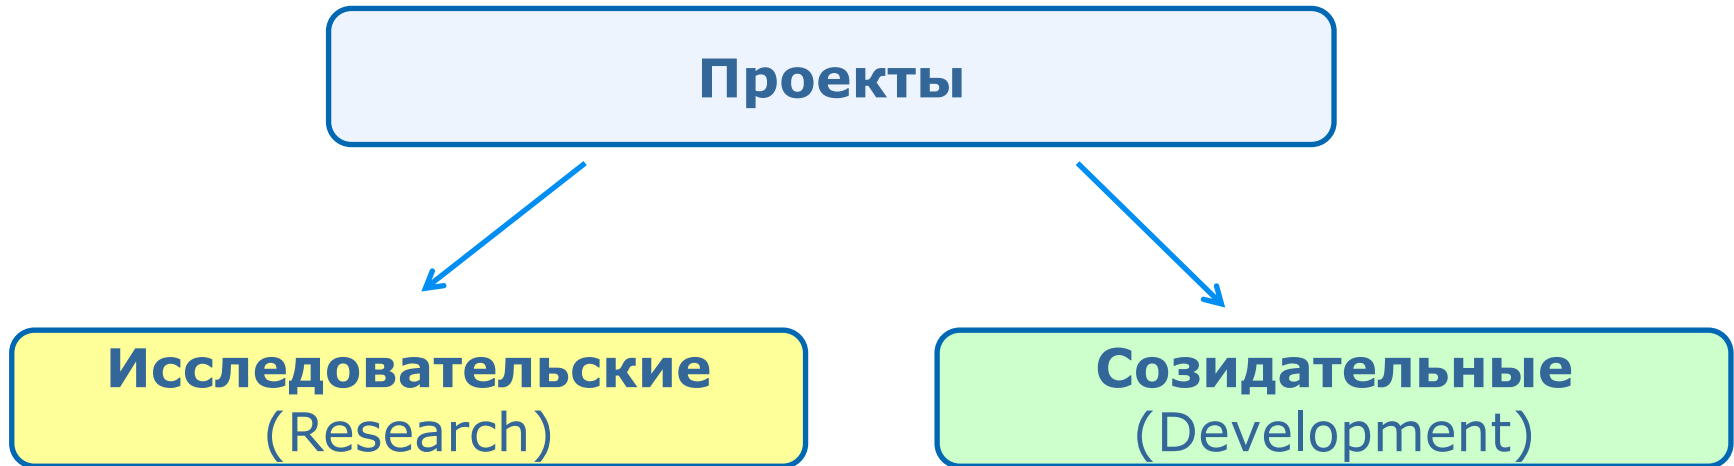 Проекты
Исследовательские
(Research)
Созидательные
(Development)